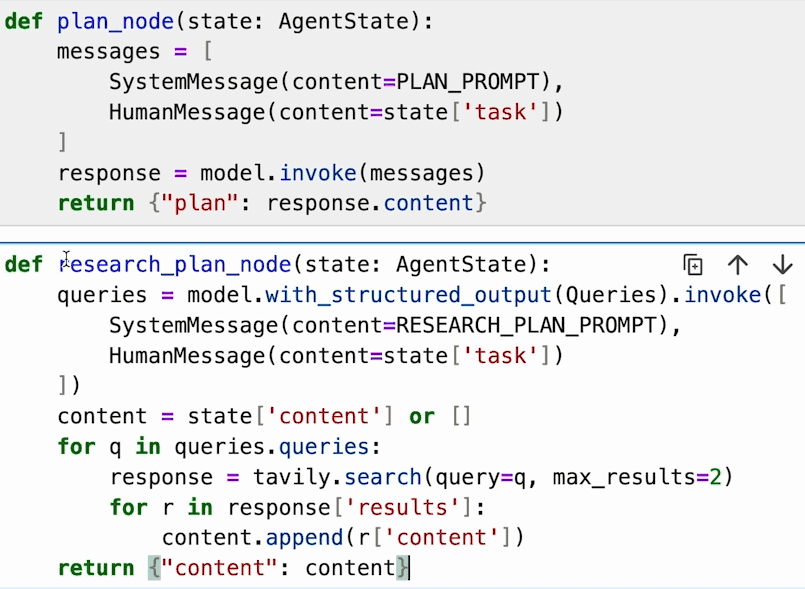 def plan_node(state: AgentState):
    messages = [
        SystemMessage(content=PLAN_PROMPT),
        HumanMessage(content=state['task'])
    ]
    response = model.invoke(messages)
    return {"plan": response.content}
def research_plan_node(state: AgentState):
    queries = model.with_structured_output(Queries).invoke([
        SystemMessage(content=RESEARCH_PLAN_PROMPT),
        HumanMessage(content=state['task'])
    ])
    content = state['content'] or []
    for q in queries.queries:
        response = tavily.search(query=q, max_results=2)
        for r in response['results']:
            content.append(r['content'])
    return {"content": content}